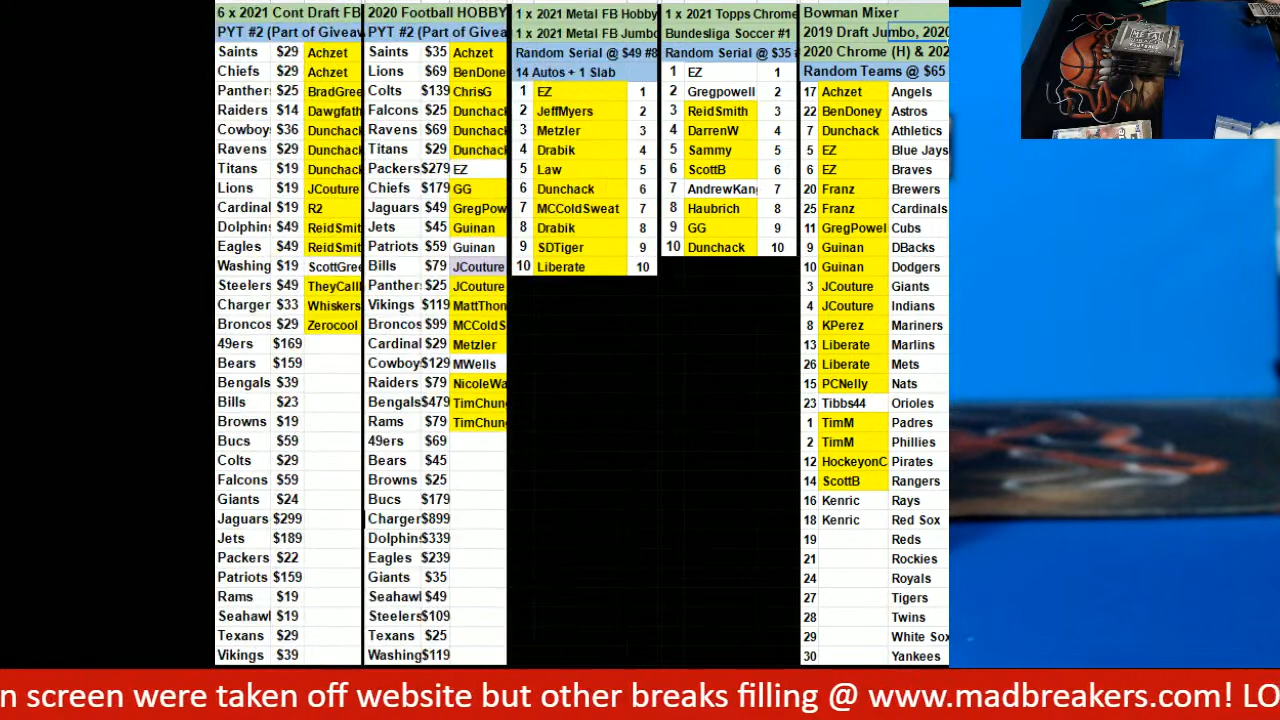 6 x 2021 Cont Draft FB
PYT #2 (Part of Giveaw
Saints $29 Achzet
Chiefs $29 Achzet
Panthers $25 BradGree
Raiders $14 Dawgfath
Cowboy $36 Dunchack
Ravens $29 Dunchack
Titans $19 Dunchack
Lions $19 JCouture
Cardinal $19 R2
Dolphins $49 ReidSmit
Eagles $49 ReidSmit
Washing $19 ScottGree
Steelers $49 TheyCallI
Charger $33 Whiskers
Broncos $29 Zerocool
49ers $169
Bears $159
Bengals $39
Bills $23
Browns $19
Bucs $59
Colts $29
Falcons $59
Giants $24
Jaguars $299
Jets $189
Packers $22
Patriots $159
Rams $19
Seahawl $19
Texans $29
Vikings $39
2020 Football HOBBY
PYT #2 (Part of Giveaw
Saints $35 Achzet
Lions $69 BenDone
Colts $139 ChrisG
Falcons $25 Dunchack
Ravens $69 Dunchack
Titans $29 Dunchack
Packers $279 EZ
Chiefs $179 GG
Jaguars $49 GregPow
Jets $45 Guinan
Patriots $59 Guinan
Bills $79 JCouture
Panther $25 JCouture
Vikings $119 MattThon
Broncos $99 MCColdS
Cardinal $29 Metzler
Cowboy $129 MWells
Raiders $79 NicoleWa
Bengals $479 TimChung
Rams $79 TimChung
49ers $69
Bears $45
Browns $25
Bucs $179
Charger $899
Dolphins $339
Eagles $239
Giants $35
Seahawl $49
Steelers $109
Texans $25
Washing $119
1 x 2021 Metal FB Hobby
1 x 2021 Metal FB Jumbo
Random Serial @ $49 #8
14 Autos + 1 Slab
1 EZ 1
2 JeffMyers 2
3 Metzler 3
4 Drabik 4
5 Law 5
6 Dunchack 6
7 MCColdSweat 7
8 Drabik 8
9 SDTiger 9
10 Liberate 10
1 x 2021 Topps Chrome
Bundesliga Soccer #1
Random Serial @ $35 #
1 EZ 1
2 Gregpowell 2
3 ReidSmith 3
4 DarrenW 4
5 Sammy 5
6 ScottB 6
7 AndrewKang 7
8 Haubrich 8
9 GG 9
10 Dunchack 10
Bowman Mixer
2019 Draft Jumbo, 2020
2020 Chrome (H) & 202
Random Teams @ $65
17 Achzet Angels
22 BenDoney Astros
7 Dunchack Athletics
5 EZ Blue Jays
6 EZ Braves
20 Franz Brewers
25 Franz Cardinals
11 GregPowel Cubs
9 Guinan DBacks
10 Guinan Dodgers
3 JCouture Giants
4 JCouture Indians
8 KPerez Mariners
13 Liberate Marlins
26 Liberate Mets
15 PCNelly Nats
23 Tibbs44 Orioles
1 TimM Padres
2 TimM Phillies
12 HockeyonC Pirates
14 ScottB Rangers
16 Kenric Rays
18 Kenric Red Sox
19 Reds
21 Rockies
24 Royals
27 Tigers
28 Twins
29 White Sox
30 Yankees
n screen were taken off website but other breaks filling @ www.madbreakers.com! LO